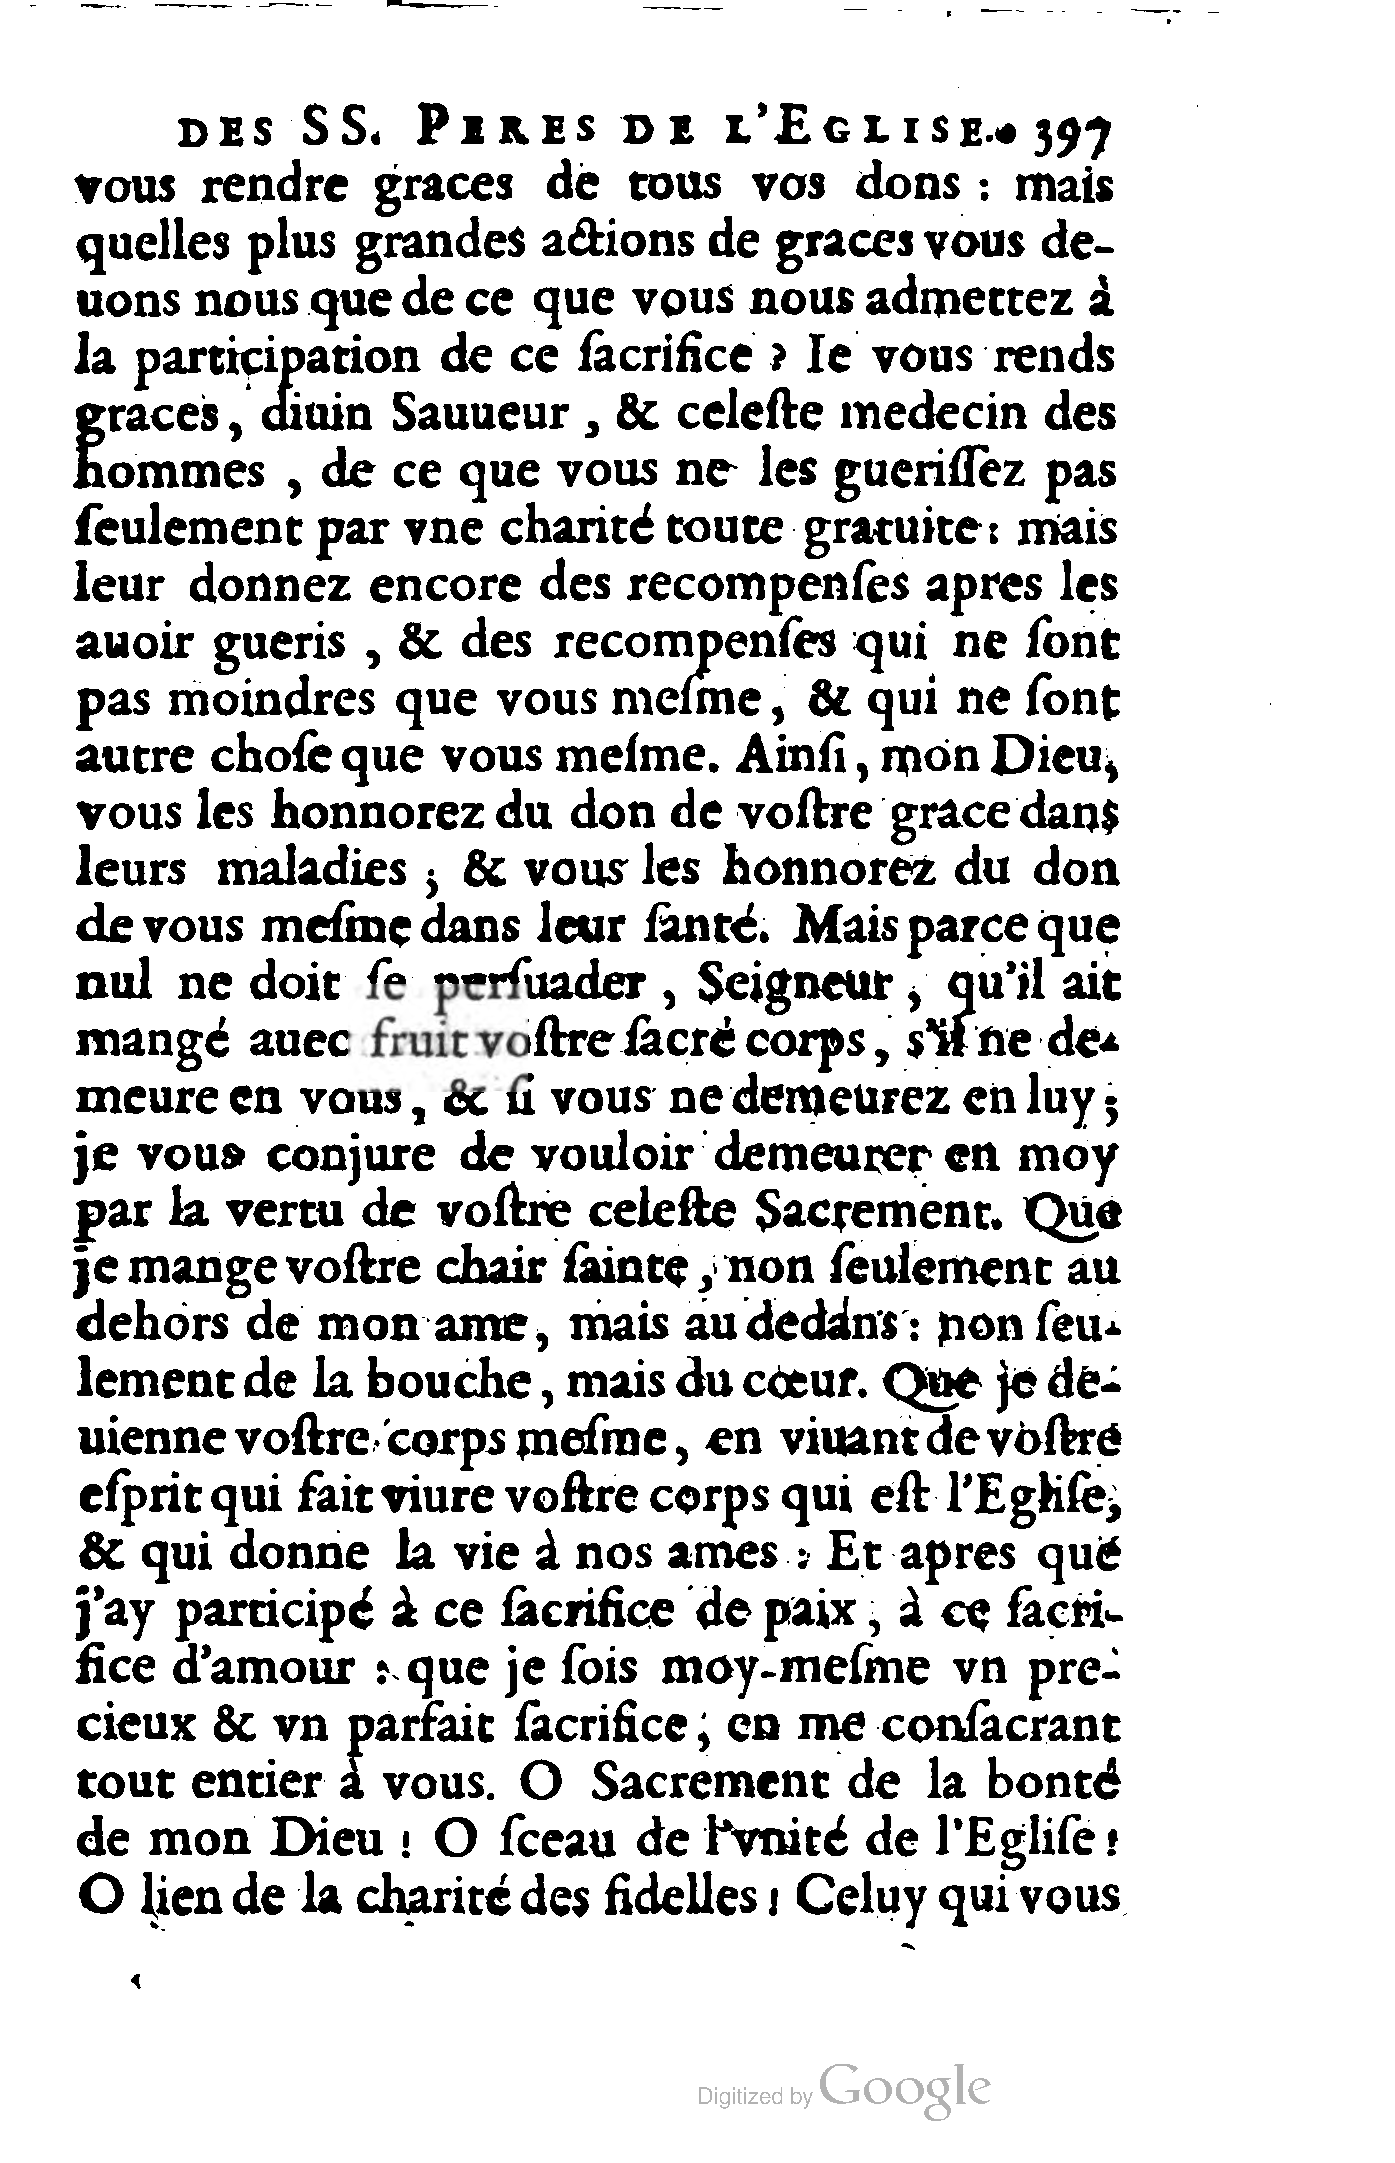 DES SS. PERES DE L'EGLISE. 397
vous rendre graces de tous vos dons : mais
quelles plus grandes actions de graces vous de-
uons nous que de ce que vous nous admettez à
la participation de ce ſacrifice ? Ie vous rends
graces, diuin Sauueur, & celeſte medecin des
hommes, de ce que vous ne les gueriſſez pas
ſeulement par vne charité toute gratuite : mais
leur donnez encore des recompenſes apres les
auoir gueris, & des recompenſes qui ne ſont
pas moindres que vous meſme, & qui ne ſont
autre choſe que vous meſme. Ainſi, mon Dieu,
vous les honnorez du don de voſtre grace dans
leurs maladies ; & vous les honnorez du don
de vous meſme dans leur ſanté. Mais parce que
nul ne doit ſe perſuader, Seigneur, qu'il ait
mangé auec fruit voſtre ſacré corps, s'il ne de-
meure en vous, & ſi vous ne demeurez en luy ;
je vous conjure de vouloir demeurer en moy
par la vertu de voſtre celeſte Sacrement. Que
je mange voſtre chair ſainte, non ſeulement au
dehors de mon ame, mais au dedans : non ſeu-
lement de la bouche, mais du cœur. Que je de-
uienne voſtre corps meſme, en viuant de voſtre
eſprit qui fait viure voſtre corps qui eſt l'Egliſe,
& qui donne la vie à nos ames : Et apres que
j'ay participé à ce ſacrifice de paix, à ce ſacri-
fice d'amour : que je ſois moy-meſme vn pre-
cieux & vn parfait ſacrifice, en me conſacrant
tout entier à vous. O Sacrement de la bonté
de mon Dieu ! O ſceau de l'vnité de l'Egliſe !
O lien de la charité des fidelles ! Celuy qui vous
Digitized by Google